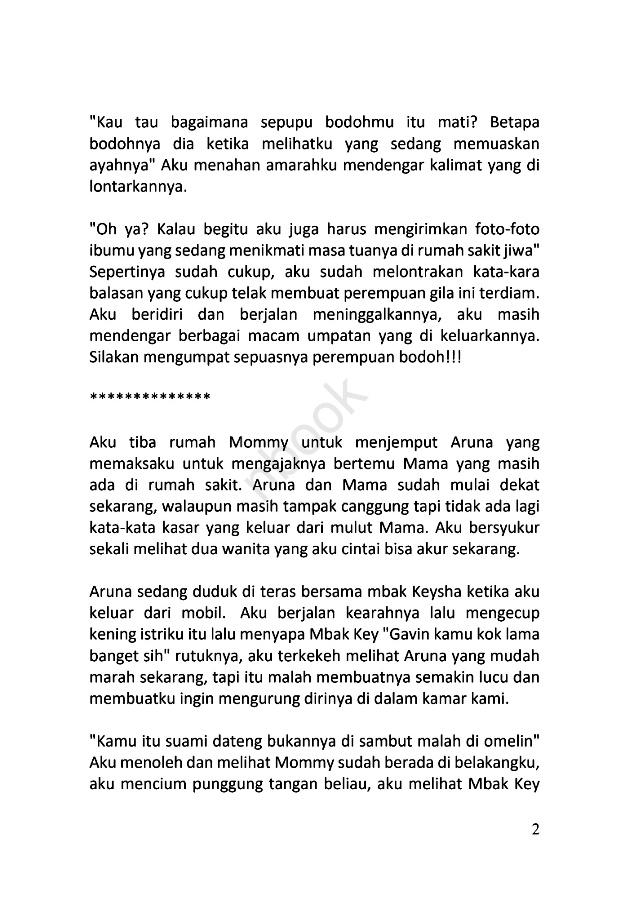 "Kau tau bagaimana sepupu bodohmu itu mati? Betapa
bodohnya dia ketika melihatku yang sedang memuaskan
ayahnya" Aku menahan amarahku mendengar kalimat yang di
lontarkannya.
"Oh ya? Kalau begitu aku juga harus mengirimkan foto-foto
ibumu yang sedang menikmati masa tuanya di rumah sakit jiwa"
Sepertinya sudah cukup, aku sudah melontrakan kata-kara
balasan yang cukup telak membuat perempuan gila ini terdiam.
Aku beridiri dan berjalan meninggalkannya, aku masih
mendengar berbagai macam umpatan yang di keluarkannya.
Silakan mengumpat sepuasnya perempuan bodoh!!!
**************
Aku tiba rumah Mommy untuk menjemput Aruna yang
memaksaku untuk mengajaknya bertemu Mama yang masih
ada di rumah sakit. Aruna dan Mama sudah mulai dekat
sekarang, walaupun masih tampak canggung tapi tidak ada lagi
kata-kata kasar yang keluar dari mulut Mama. Aku bersyukur
sekali melihat dua wanita yang aku cintai bisa akur sekarang.
Aruna sedang duduk di teras bersama mbak Keysha ketika aku
keluar dari mobil. Aku berjalan kearahnya lalu mengecup
kening istriku itu lalu menyapa Mbak Key "Gavin kamu kok lama
banget sih" rutuknya, aku terkekeh melihat Aruna yang mudah
marah sekarang, tapi itu malah membuatnya semakin lucu dan
membuatku ingin mengurung dirinya di dalam kamar kami.
"Kamu itu suami dateng bukannya di sambut malah di omelin"
Aku menoleh dan melihat Mommy sudah berada di belakangku,
aku mencium punggung tangan beliau, aku melihat Mbak Key
2